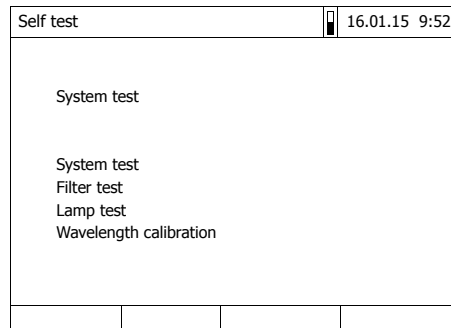 Self test
16.01.15 9:52
System test
System test
Filter test
Lamp test
Wavelength calibration